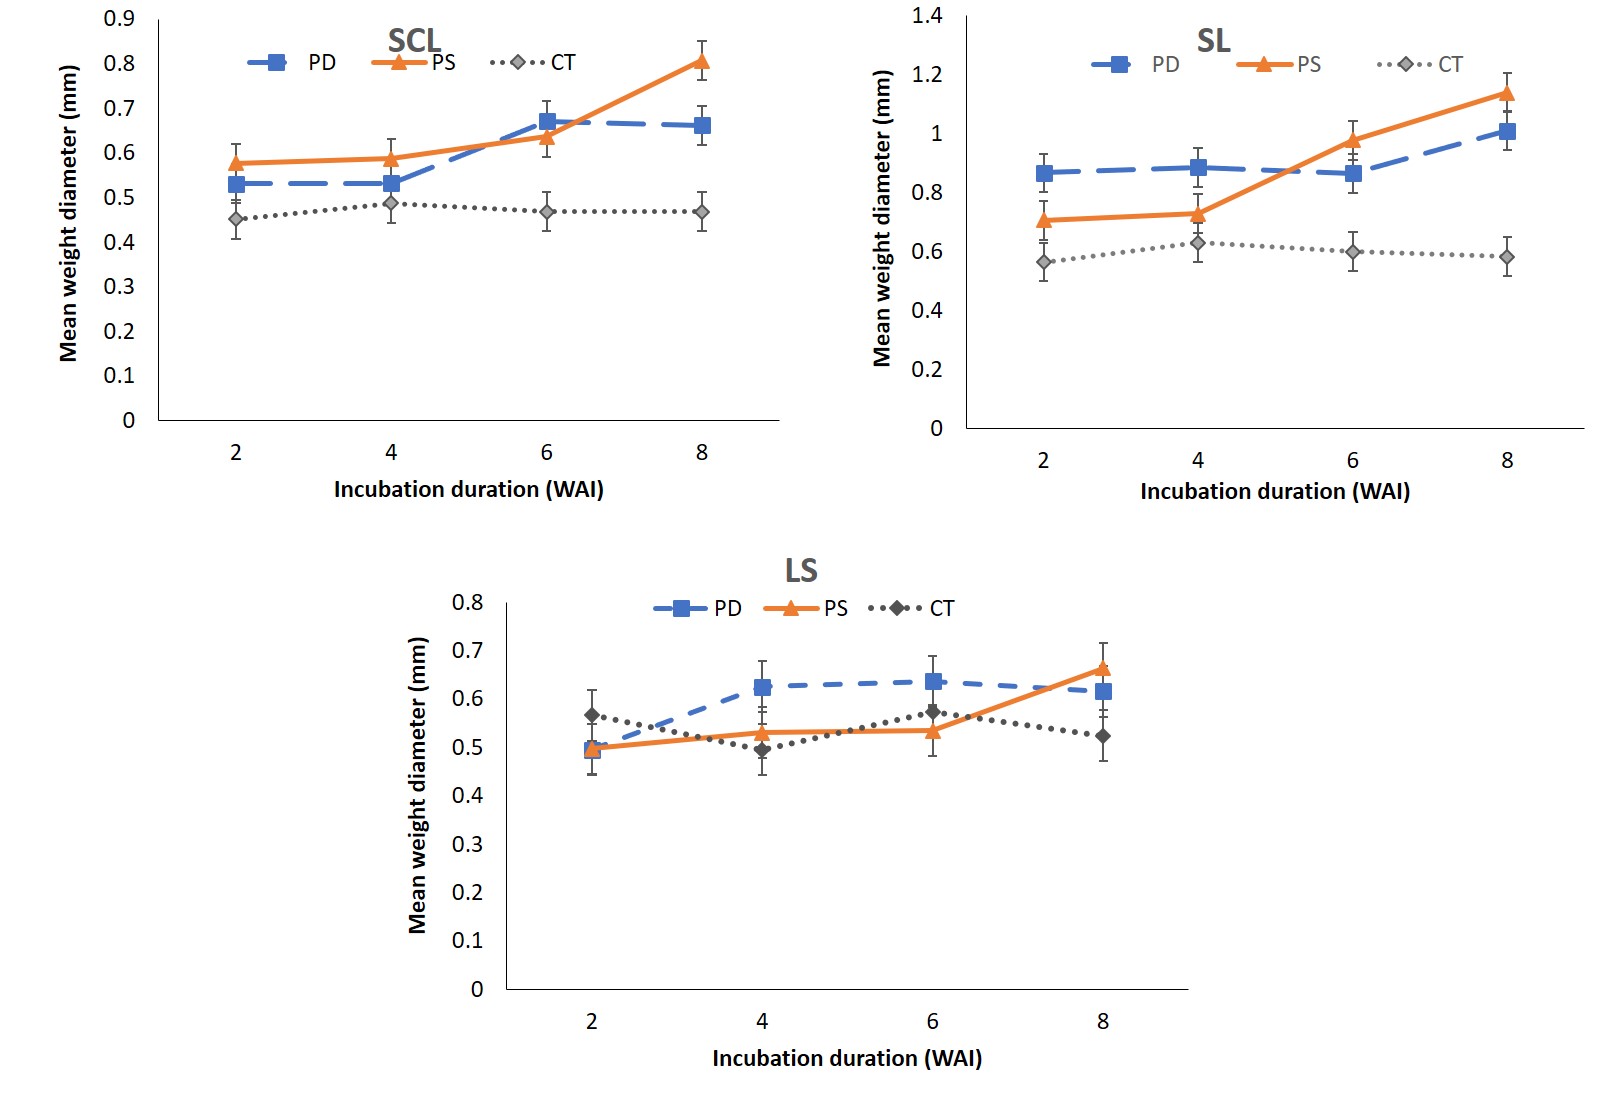 SCL
PD PS CT
0.9
0.8
0.7
0.6
0.5
0.4
0.3
0.2
0.1
0
Mean weight diameter (mm)
2 4 6 8
Incubation duration (WAI)
SL
PD PS CT
1.4
1.2
1
0.8
0.6
0.4
0.2
0
Mean weight diameter (mm)
2 4 6 8
Incubation duration (WAI)
LS
PD PS CT
0.8
0.7
0.6
0.5
0.4
0.3
0.2
0.1
0
Mean weight diameter (mm)
2 4 6 8
Incubation duration (WAI)